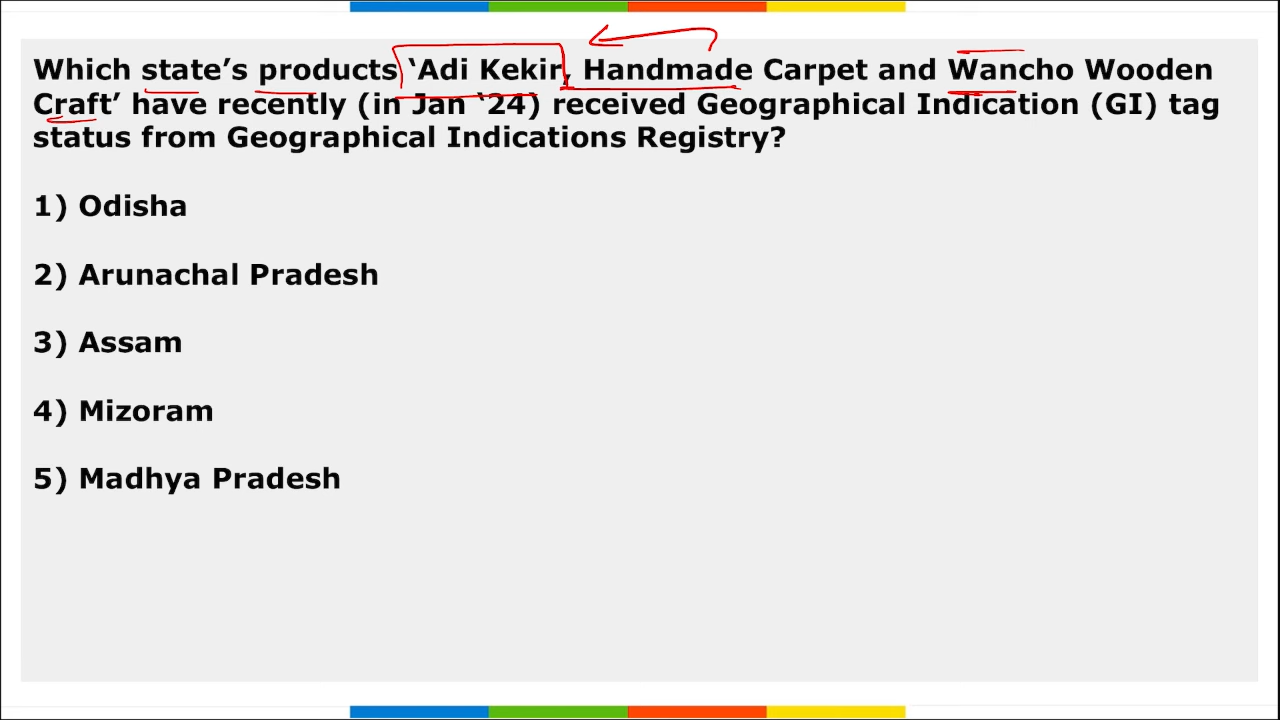 Which state’s products ‘Adi Kekir, Handmade Carpet and Wancho Wooden
Craft’ have recently (in Jan ‘24) received Geographical Indication (GI) tag
status from Geographical Indications Registry?
1) Odisha
2) Arunachal Pradesh
3) Assam
4) Mizoram
5) Madhya Pradesh